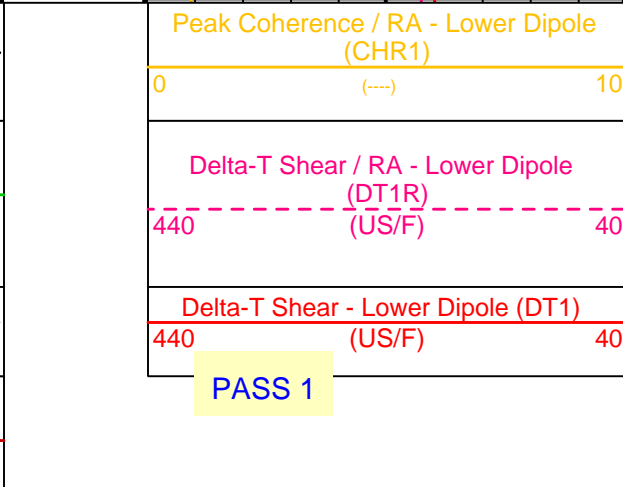 Peak Coherence / RA - Lower Dipole
(CHR1)
0 (----) 10
Delta-T Shear / RA - Lower Dipole
(DT1R)
440 (US/F) 40
Delta-T Shear - Lower Dipole (DT1)
440 (US/F) 40
PASS 1